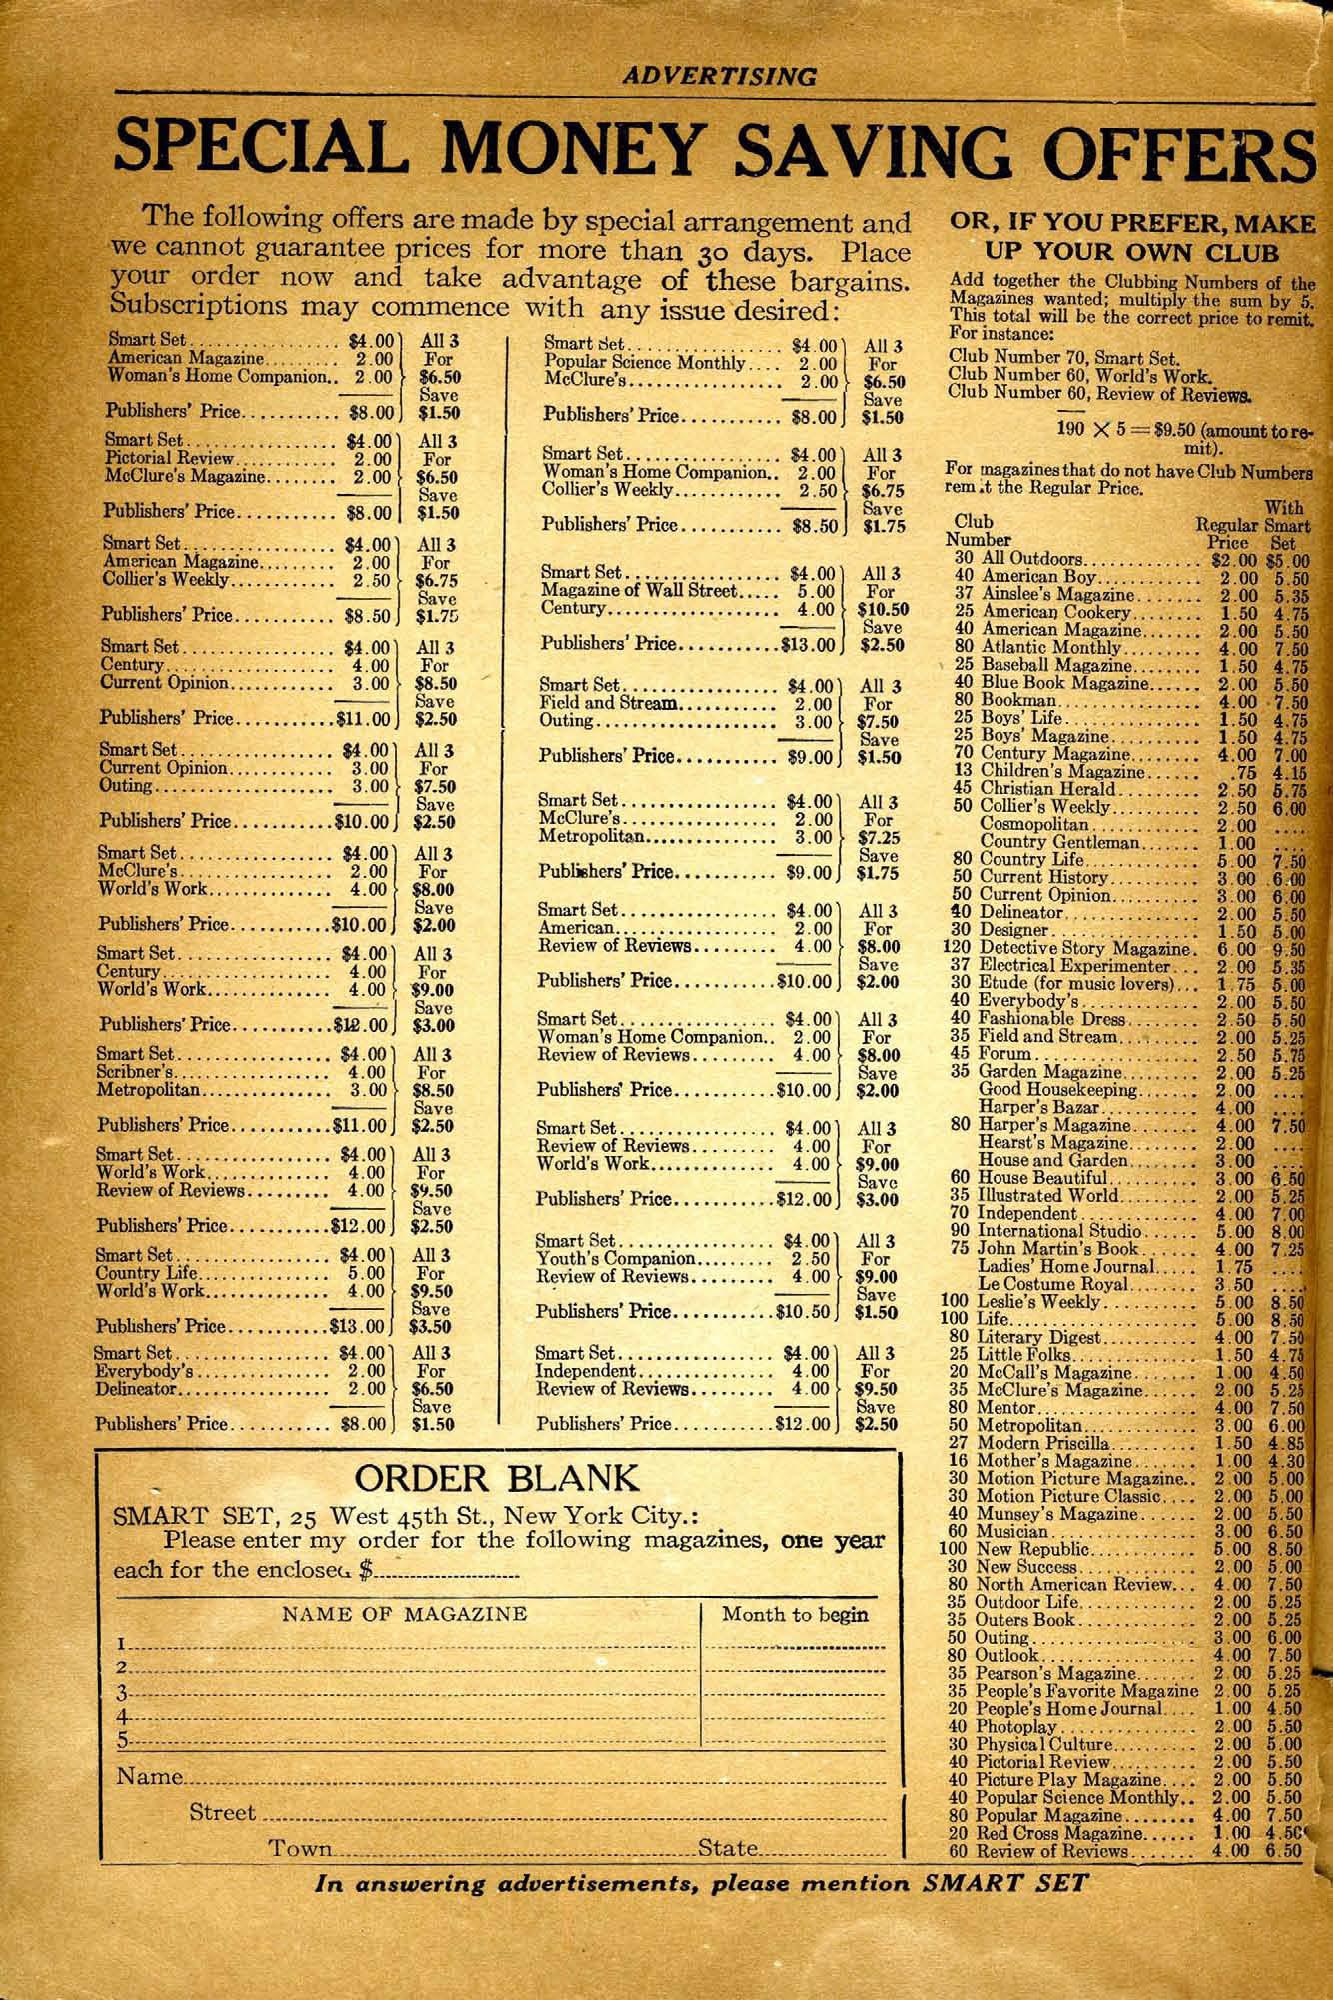 ADVERTISING
SPECIAL MONEY SAVING OFFERS
The following offers are made by special arrangement and
we cannot guarantee prices for more than 30 days. Place
your order now and take advantage of these bargains.
Subscriptions may commence with any issue desired:
Smart Set................. $4.00 All 3
American Magazine......... 2.00 For
Woman's Home Companion.. 2.00 $6.50
Save
Publishers' Price........... $8.00 $1.50
Smart Set................. $4.00 All 3
Pictorial Review........... 2.00 For
McClure's Magazine........ 2.00 $6.50
Save
Publishers' Price........... $8.00 $1.50
Smart Set................. $4.00 All 3
American Magazine......... 2.00 For
Collier's Weekly............ 2.50 $6.75
Save
Publishers' Price........... $8.50 $1.75
Smart Set................. $4.00 All 3
Century................... 4.00 For
Current Opinion............ 3.00 $8.50
Save
Publishers' Price...........$11.00 $2.50
Smart Set................. $4.00 All 3
Current Opinion............ 3.00 For
Outing.................... 3.00 $7.50
Save
Publishers' Price...........$10.00 $2.50
Smart Set................. $4.00 All 3
McClure's................. 2.00 For
World's Work.............. 4.00 $8.00
Save
Publishers' Price...........$10.00 $2.00
Smart Set................. $4.00 All 3
Century................... 4.00 For
World's Work.............. 4.00 $9.00
Save
Publishers' Price...........$12.00 $3.00
Smart Set................. $4.00 All 3
Scribner's................. 4.00 For
Metropolitan............... 3.00 $8.50
Save
Publishers' Price...........$11.00 $2.50
Smart Set................. $4.00 All 3
World's Work.............. 4.00 For
Review of Reviews......... 4.00 $9.50
Save
Publishers' Price...........$12.00 $2.50
Smart Set................. $4.00 All 3
Country Life............... 5.00 For
World's Work.............. 4.00 $9.50
Save
Publishers' Price...........$13.00 $3.50
Smart Set................. $4.00 All 3
Everybody's............... 2.00 For
Delineator................. 2.00 $6.50
Save
Publishers' Price........... $8.00 $1.50
Smart Set................. $4.00 All 3
Popular Science Monthly.... 2.00 For
McClure's................. 2.00 $6.50
Save
Publishers' Price........... $8.00 $1.50
Smart Set................. $4.00 All 3
Woman's Home Companion.. 2.00 For
Collier's Weekly............ 2.50 $6.75
Save
Publishers' Price........... $8.50 $1.75
Smart Set................. $4.00 All 3
Magazine of Wall Street..... 5.00 For
Century................... 4.00 $10.50
Save
Publishers' Price...........$13.00 $2.50
Smart Set................. $4.00 All 3
Field and Stream........... 2.00 For
Outing.................... 3.00 $7.50
Save
Publishers' Price........... $9.00 $1.50
Smart Set................. $4.00 All 3
McClure's................. 2.00 For
Metropolitan............... 3.00 $7.25
Save
Publishers' Price........... $9.00 $1.75
Smart Set................. $4.00 All 3
American.................. 2.00 For
Review of Reviews......... 4.00 $8.00
Save
Publishers' Price...........$10.00 $2.00
Smart Set................. $4.00 All 3
Woman's Home Companion.. 2.00 For
Review of Reviews......... 4.00 $8.00
Save
Publishers' Price...........$10.00 $2.00
Smart Set................. $4.00 All 3
Review of Reviews......... 4.00 For
World's Work.............. 4.00 $9.00
Save
Publishers' Price...........$12.00 $3.00
Smart Set................. $4.00 All 3
Youth's Companion......... 2.50 For
Review of Reviews......... 4.00 $9.00
Save
Publishers' Price...........$10.50 $1.50
Smart Set................. $4.00 All 3
Independent............... 4.00 For
Review of Reviews......... 4.00 $9.50
Save
Publishers' Price...........$12.00 $2.50
OR, IF YOU PREFER, MAKE
UP YOUR OWN CLUB
Add together the Clubbing Numbers of the
Magazines wanted; multiply the sum by 5.
This total will be the correct price to remit.
For instance:
Club Number 70, Smart Set.
Club Number 60, World's Work.
Club Number 60, Review of Reviews.
190 × 5 = $9.50 (amount to re-
mit).
For magazines that do not have Club Numbers
remit the Regular Price.
With
Club Regular Smart
Number Price Set
30 All Outdoors............. $2.00 $5.00
40 American Boy............ 2.00 5.50
37 Ainslee's Magazine....... 2.00 5.35
25 American Cookery........ 1.50 4.75
40 American Magazine....... 2.00 5.50
80 Atlantic Monthly......... 4.00 7.50
25 Baseball Magazine........ 1.50 4.75
40 Blue Book Magazine...... 2.00 5.50
80 Bookman................ 4.00 7.50
25 Boys' Life............... 1.50 4.75
25 Boys' Magazine.......... 1.50 4.75
70 Century Magazine........ 4.00 7.00
13 Children's Magazine...... .75 4.15
45 Christian Herald......... 2.50 5.75
50 Collier's Weekly.......... 2.50 6.00
Cosmopolitan............ 2.00 ....
Country Gentleman....... 1.00 ....
80 Country Life............. 5.00 7.50
50 Current History.......... 3.00 6.00
50 Current Opinion.......... 3.00 6.00
40 Delineator............... 2.00 5.50
30 Designer................ 1.50 5.00
120 Detective Story Magazine. 6.00 9.50
37 Electrical Experimenter... 2.00 5.35
30 Etude (for music lovers)... 1.75 5.00
40 Everybody's............. 2.00 5.50
40 Fashionable Dress........ 2.50 5.50
35 Field and Stream......... 2.00 5.25
45 Forum.................. 2.50 5.75
35 Garden Magazine........ 2.00 5.25
Good Housekeeping....... 2.00 ....
Harper's Bazar........... 4.00 ....
80 Harper's Magazine........ 4.00 7.50
Hearst's Magazine........ 2.00 ....
House and Garden........ 3.00 ....
60 House Beautiful.......... 3.00 6.50
35 Illustrated World......... 2.00 5.25
70 Independent............. 4.00 7.00
90 International Studio...... 5.00 8.00
75 John Martin's Book...... 4.00 7.25
Ladies' Home Journal..... 1.75 ....
Le Costume Royal........ 3.50 ....
100 Leslie's Weekly........... 5.00 8.50
100 Life..................... 5.00 8.50
80 Literary Digest........... 4.00 7.50
25 Little Folks.............. 1.50 4.75
20 McCall's Magazine....... 1.00 4.50
35 McClure's Magazine...... 2.00 5.25
80 Mentor.................. 4.00 7.50
50 Metropolitan............. 3.00 6.00
27 Modern Priscilla.......... 1.50 4.85
16 Mother's Magazine....... 1.00 4.30
30 Motion Picture Magazine.. 2.00 5.00
30 Motion Picture Classic.... 2.00 5.00
40 Munsey's Magazine...... 2.00 5.50
60 Musician................ 3.00 6.50
100 New Republic............ 5.00 8.50
30 New Success............. 2.00 5.00
80 North American Review... 4.00 7.50
35 Outdoor Life............. 2.00 5.25
35 Outers Book............. 2.00 5.25
50 Outing.................. 3.00 6.00
80 Outlook................. 4.00 7.50
35 Pearson's Magazine....... 2.00 5.25
35 People's Favorite Magazine 2.00 5.25
20 People's Home Journal.... 1.00 4.50
40 Photoplay............... 2.00 5.50
30 Physical Culture.......... 2.00 5.00
40 Pictorial Review.......... 2.00 5.50
40 Picture Play Magazine.... 2.00 5.50
40 Popular Science Monthly.. 2.00 5.50
80 Popular Magazine........ 4.00 7.50
20 Red Cross Magazine...... 1.00 4.50
60 Review of Reviews....... 4.00 6.50
ORDER BLANK
SMART SET, 25 West 45th St., New York City.:
Please enter my order for the following magazines, one year
each for the enclosed $
NAME OF MAGAZINE Month to begin
1
2
3
4
5
Name
Street
Town State
In answering advertisements, please mention SMART SET